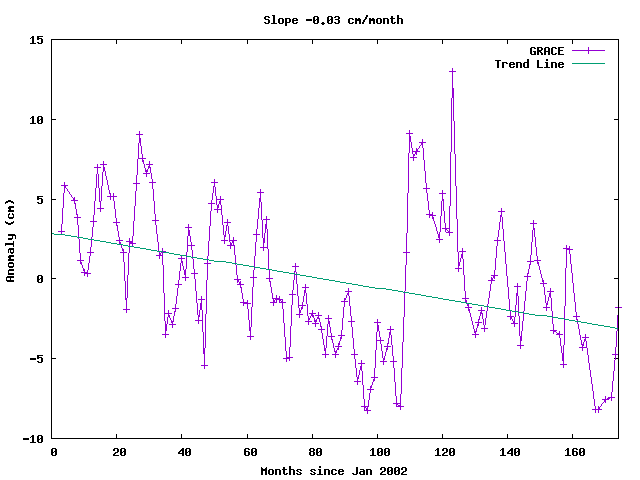 Slope -0.03 cm/month
GRACE
Trend Line
15
10
5
0
-5
-10
Anomaly (cm)
0 20 40 60 80 100 120 140 160
Months since Jan 2002